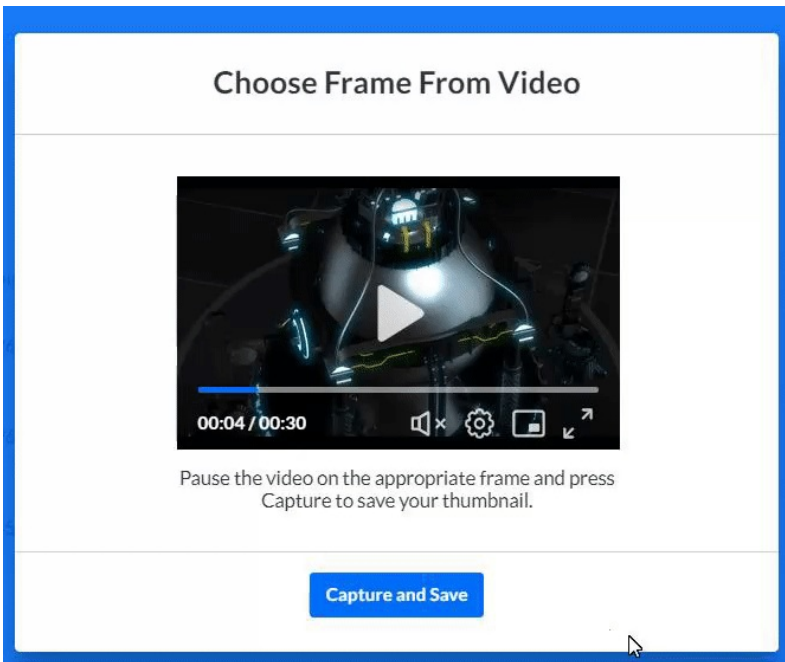 Choose Frame From Video
00:04 / 00:30
Pause the video on the appropriate frame and press
Capture to save your thumbnail.
Capture and Save